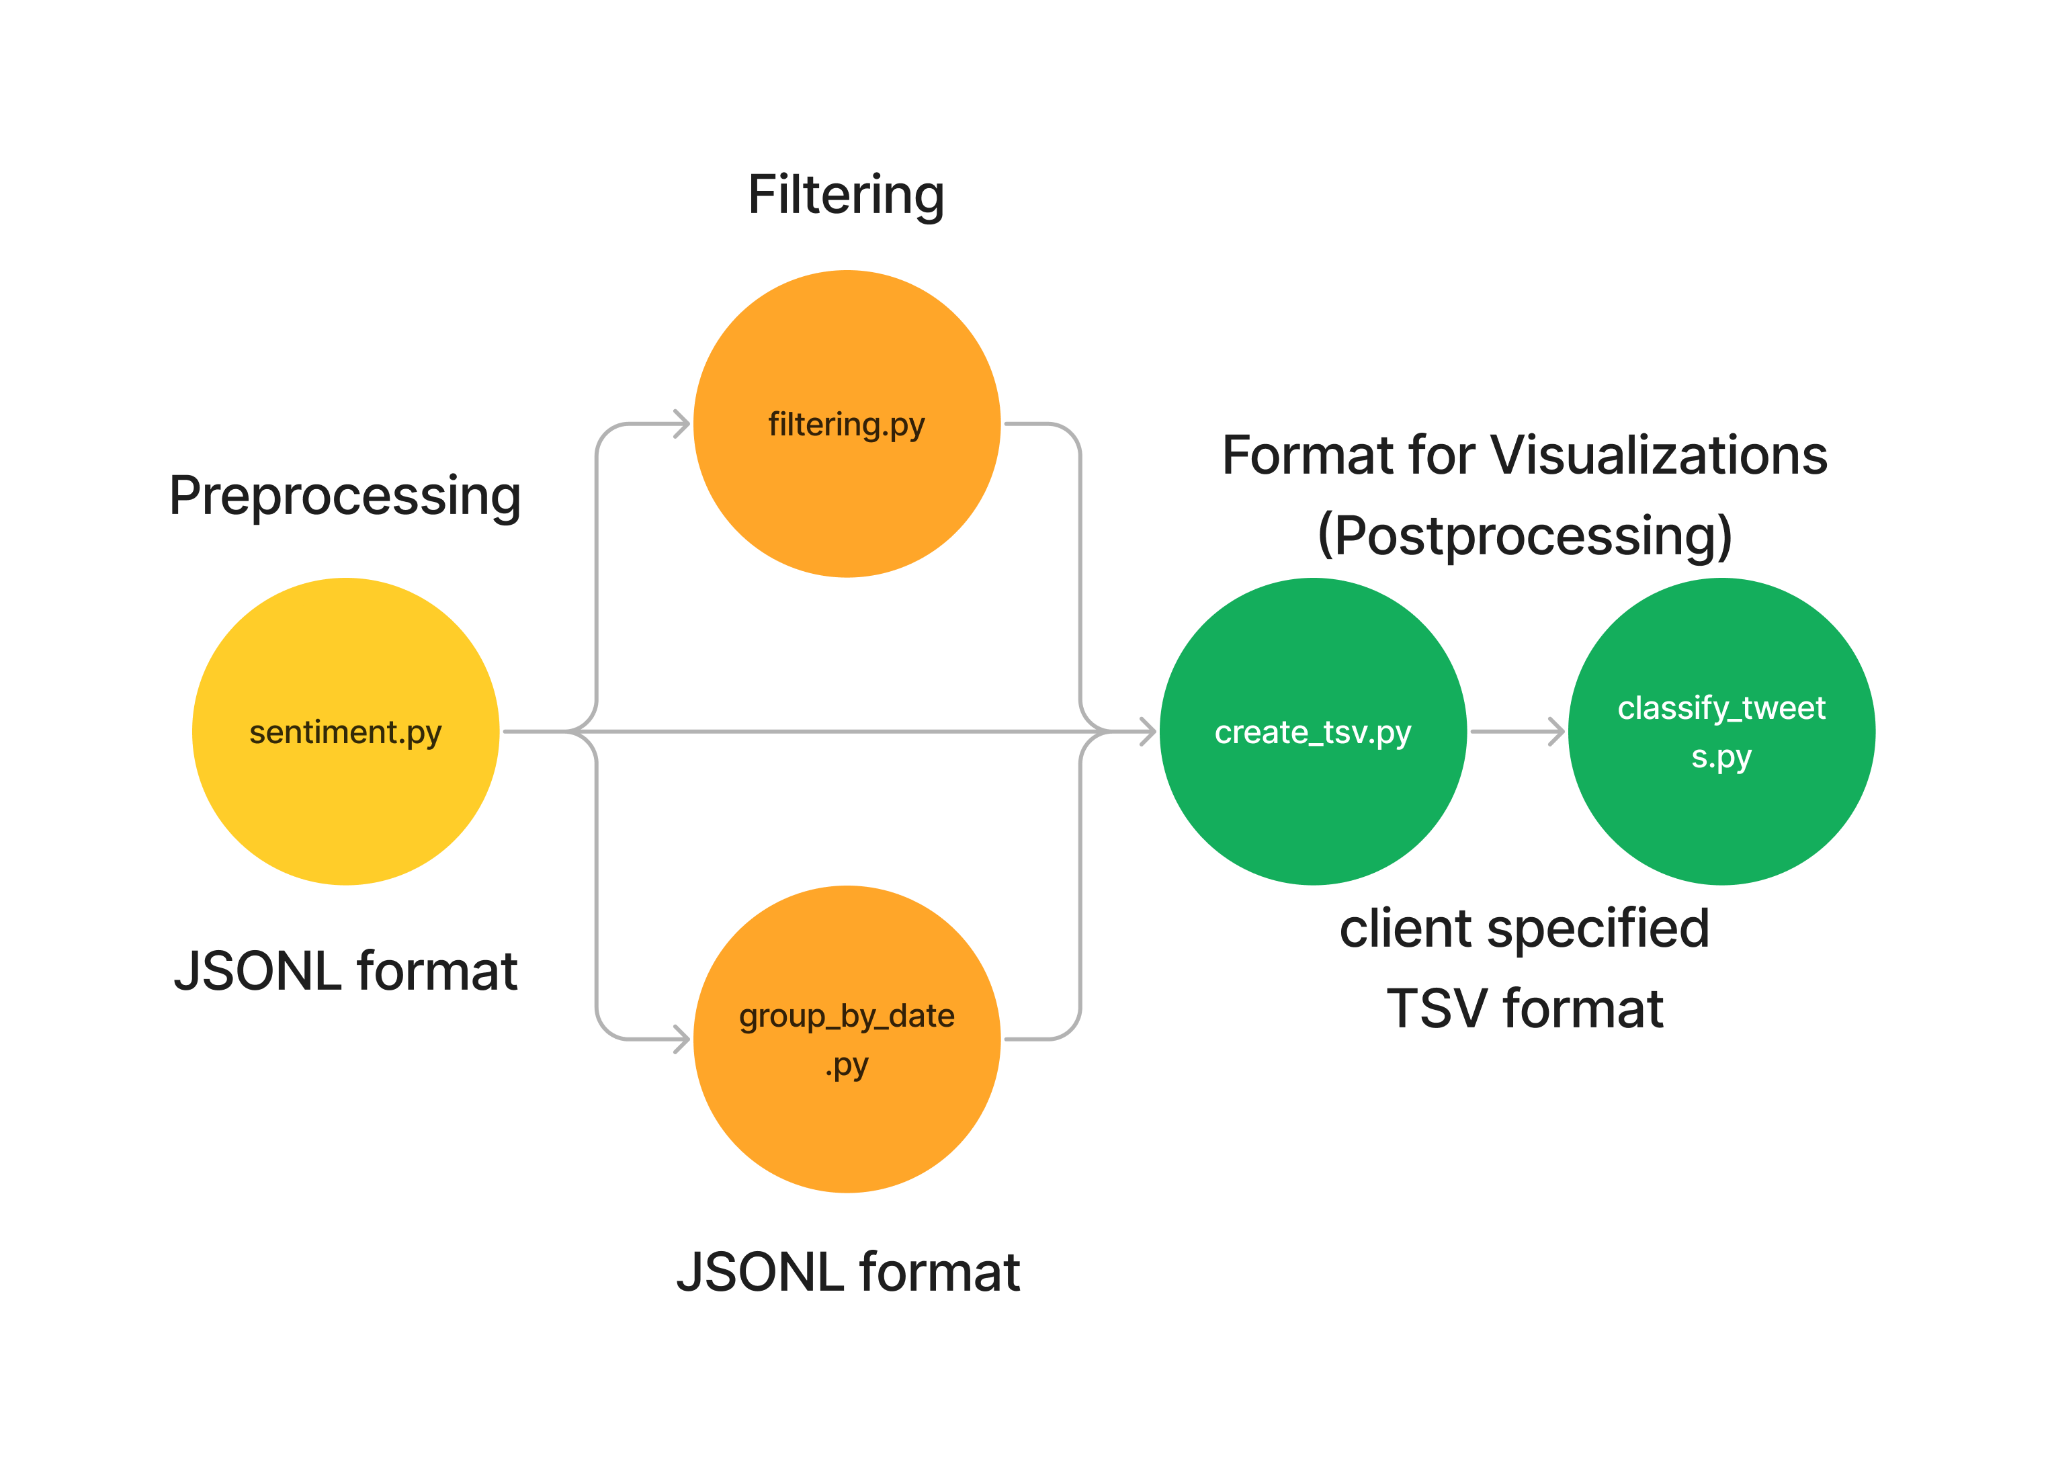 Filtering
filtering.py
Preprocessing
sentiment.py
JSONL format
group_by_date
.py
JSONL format
Format for Visualizations
(Postprocessing)
create_tsv.py
classify_tweet
s.py
client specified
TSV format